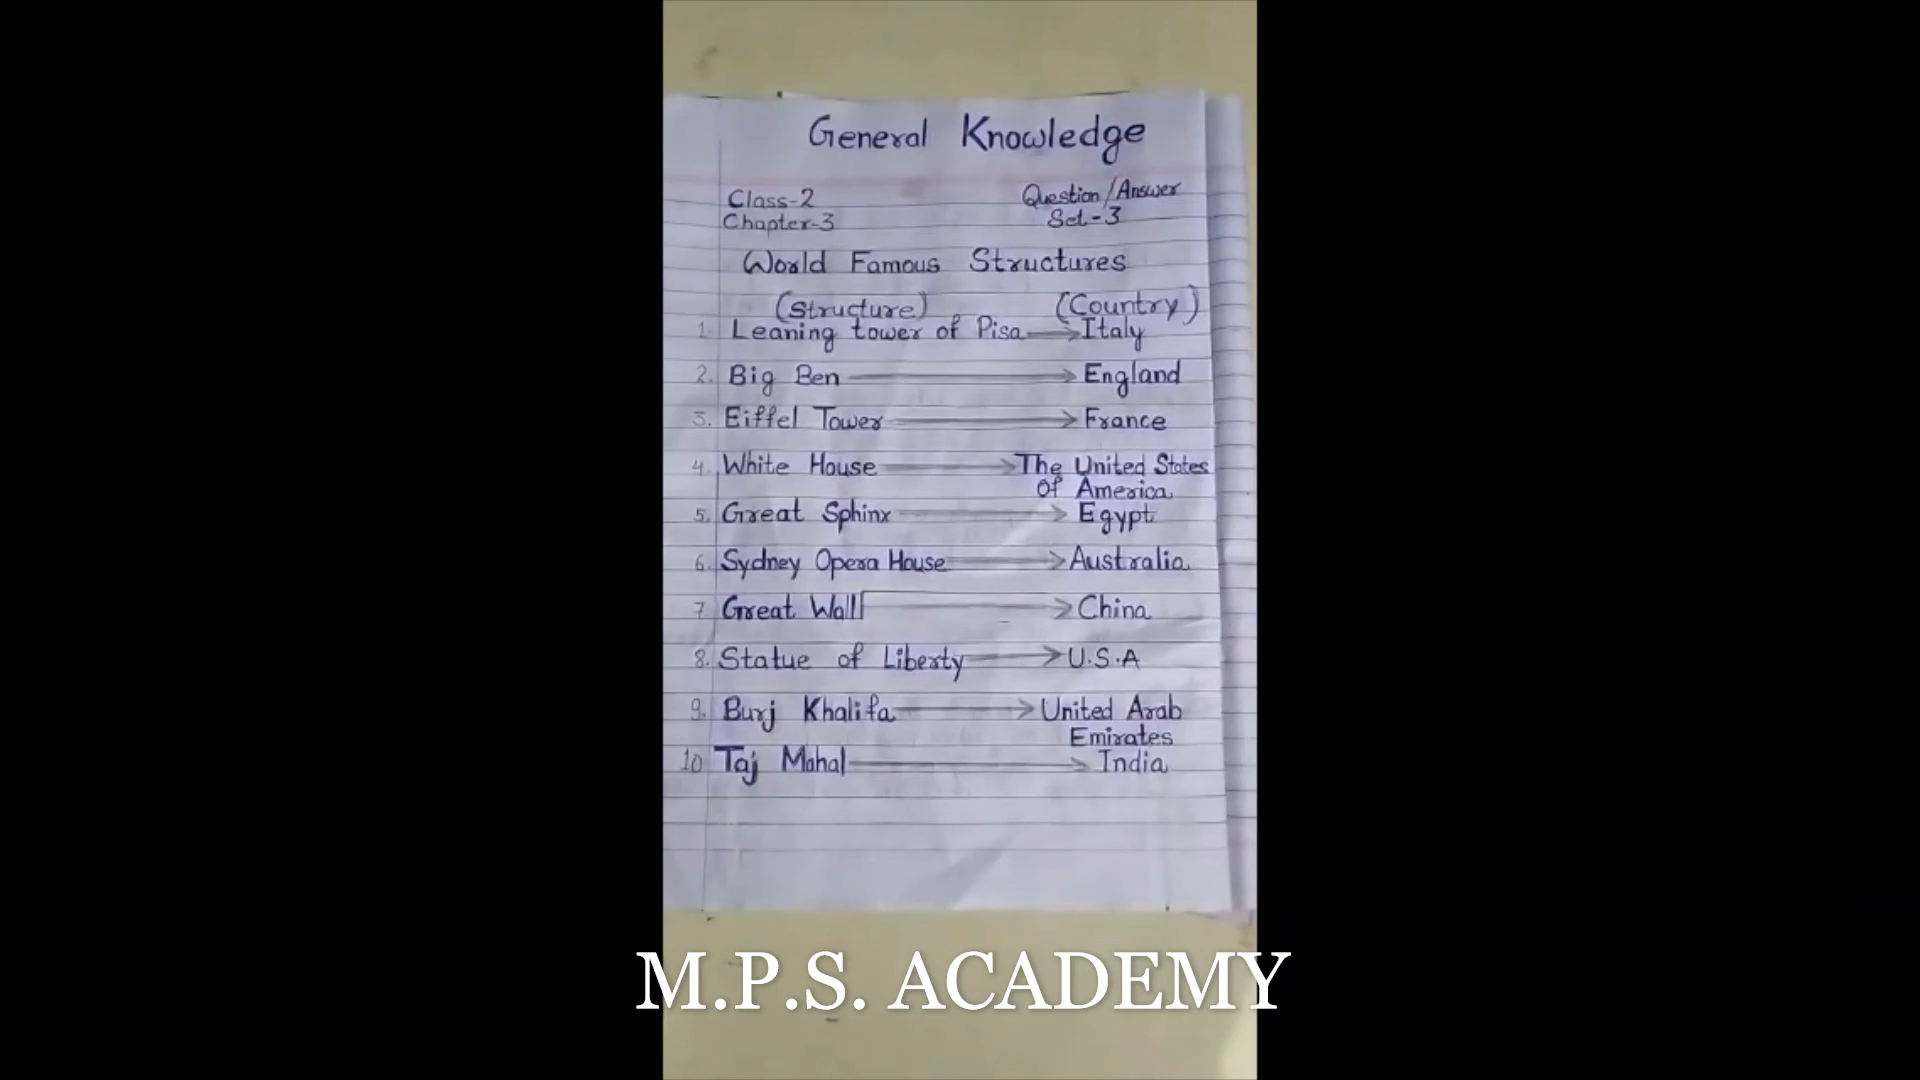 General Knowledge
Class-2 Question/Answer
Chapter-3 Set-3
World Famous Structures
(Structure) (Country)
1. Leaning tower of Pisa → Italy
2. Big Ben → England
3. Eiffel Tower → France
4. White House → The United States
Of America
5. Great Sphinx → Egypt
6. Sydney Opera House → Australia
7 Great Wall → China
8. Statue of Liberty → U.S.A
9. Burj Khalifa → United Arab
Emirates
10 Taj Mahal → India
M.P.S. ACADEMY